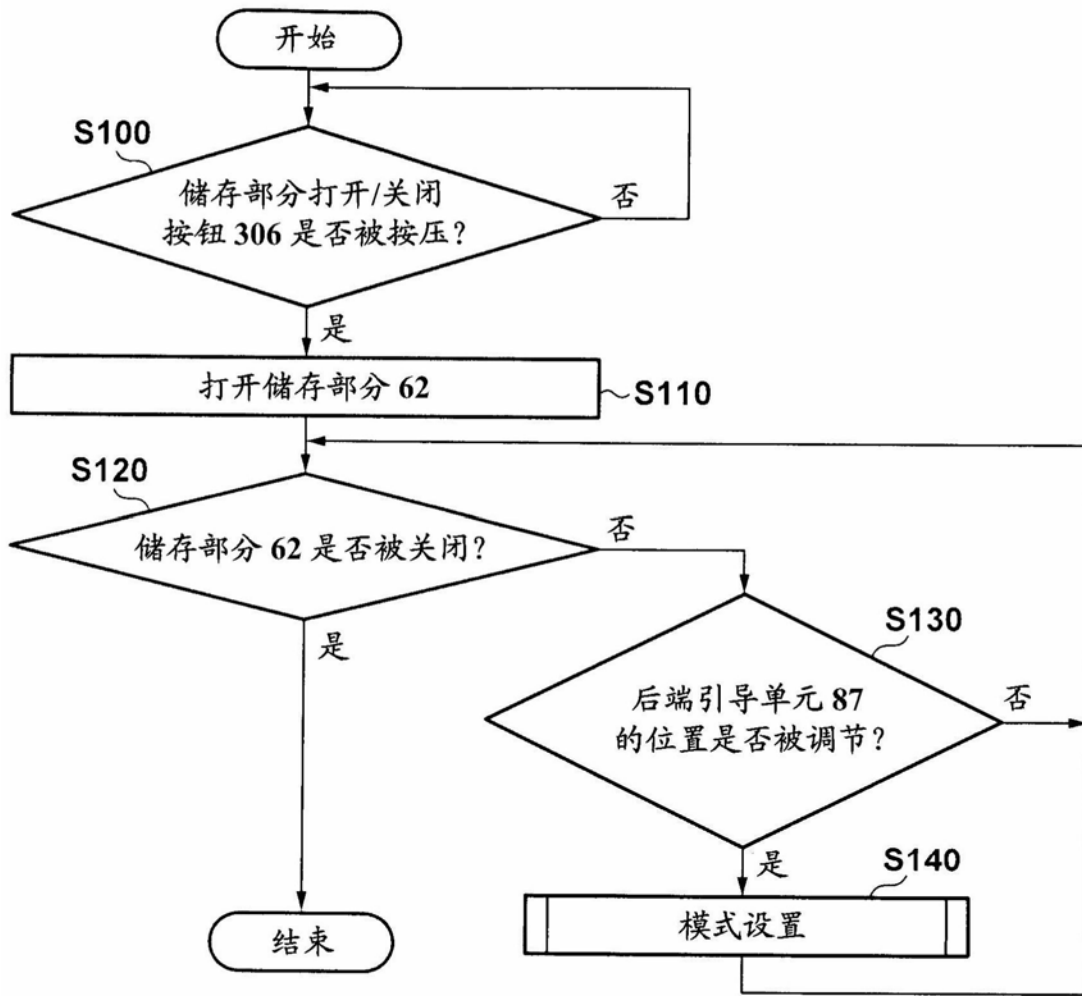 开始
S100
储存部分打开/关闭
按钮 306 是否被按压？
否
是
打开储存部分 62
S110
S120
储存部分 62 是否被关闭？
否
是
S130
后端引导单元 87
的位置是否被调节？
否
是
S140
模式设置
结束